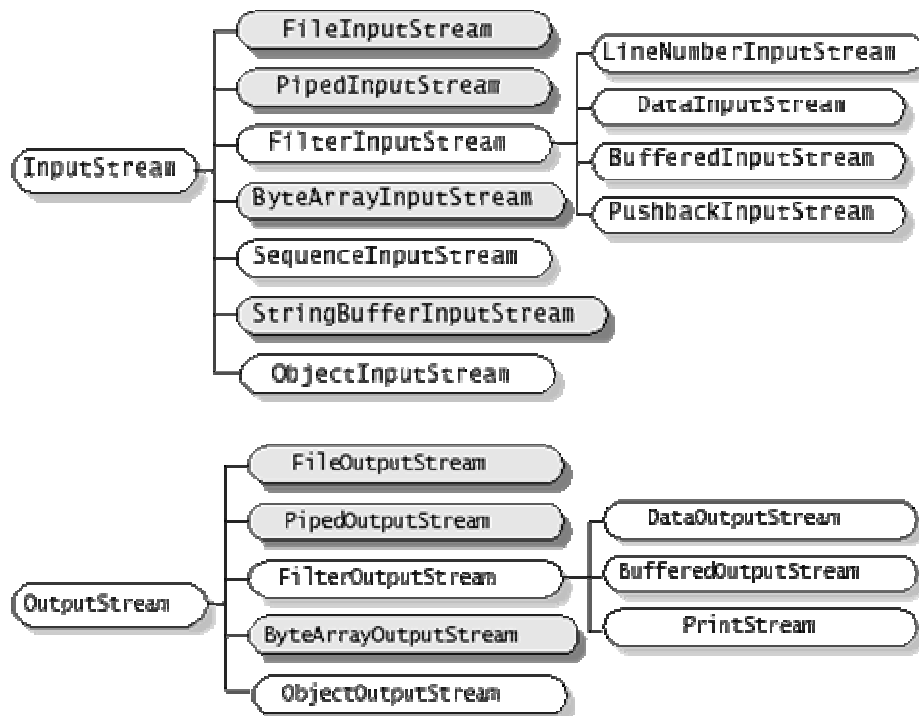 FileInputStream
LineNumberInputStream
PipedInputStream
DataInputStream
FilterInputStream
InputStream
BufferedInputStream
ByteArrayInputStream
PushbackInputStream
SequenceInputStream
StringBufferInputStream
ObjectInputStream
FileOutputStream
PipedOutputStream
DataOutputStream
FilterOutputStream
BufferedOutputStream
OutputStream
ByteArrayOutputStream
PrintStream
ObjectOutputStream